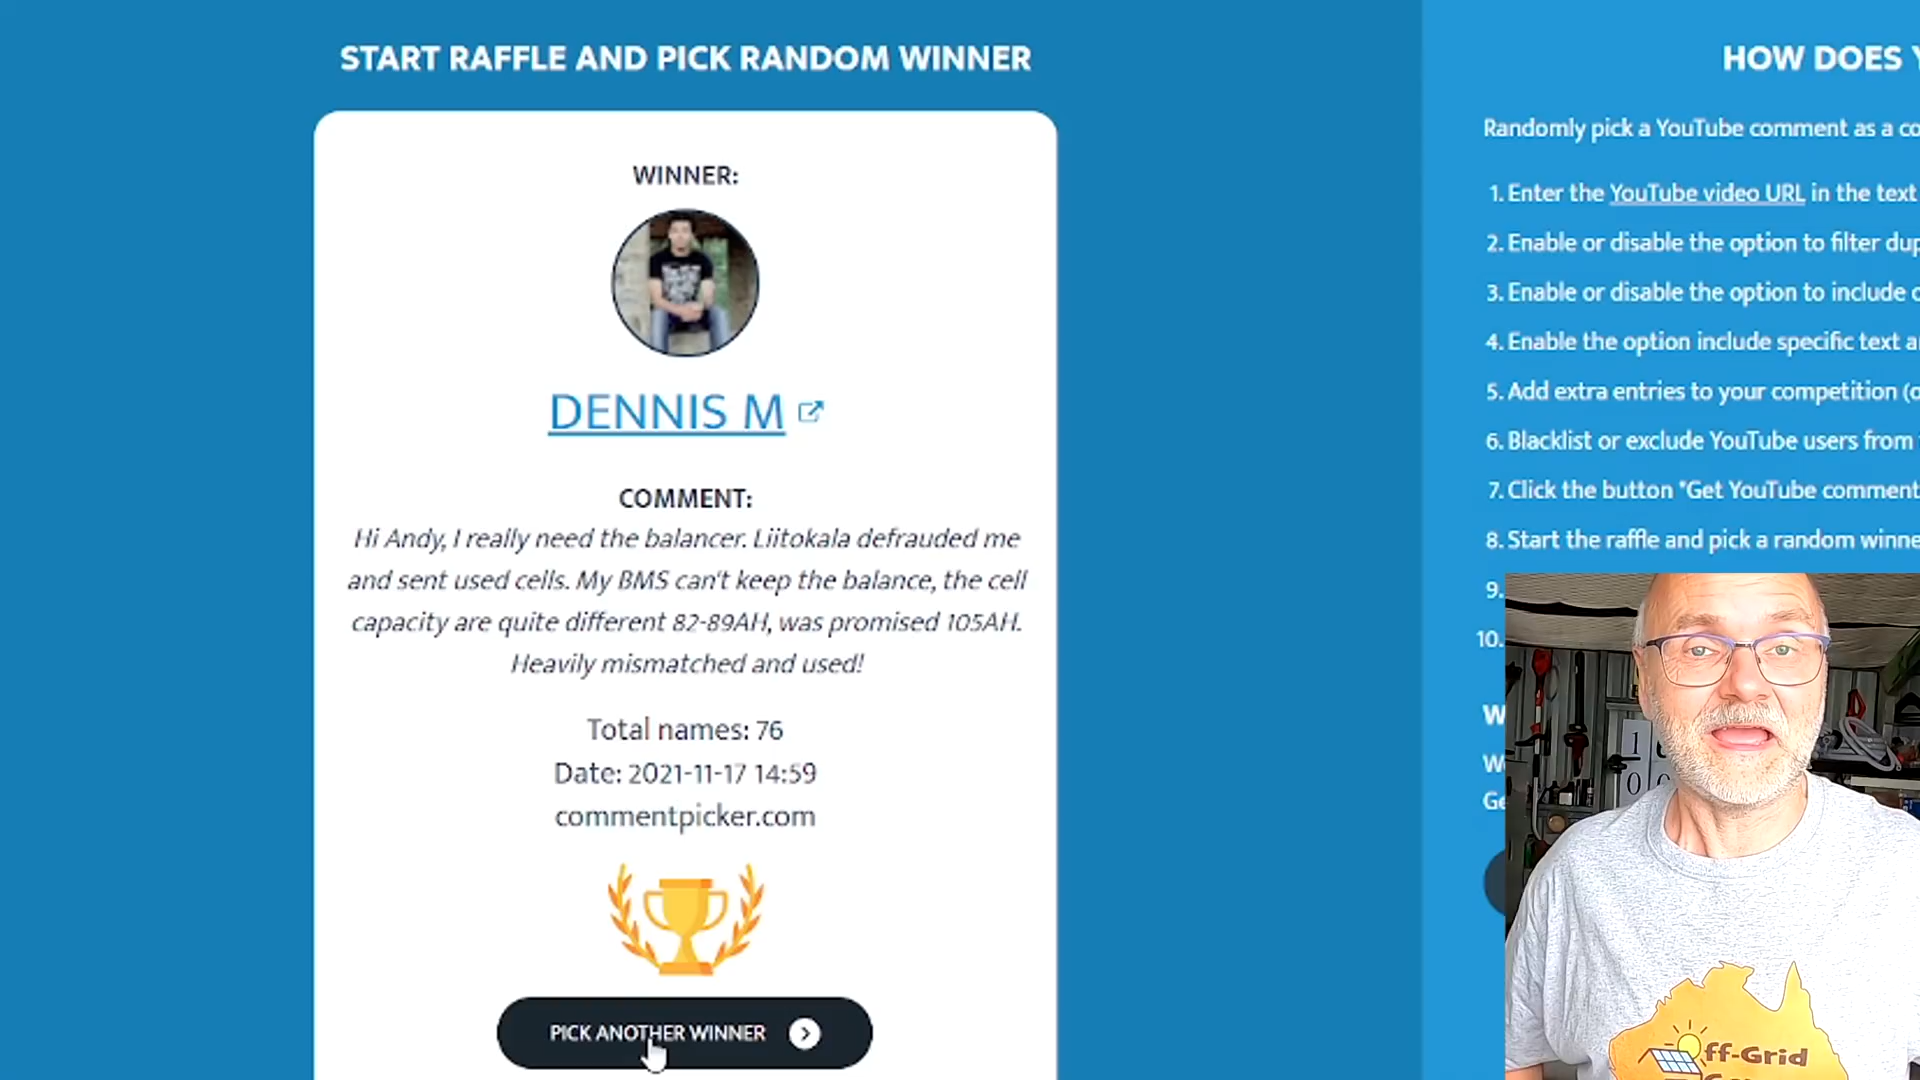 START RAFFLE AND PICK RANDOM WINNER
WINNER:
DENNIS M
COMMENT:
Hi Andy, I really need the balancer. Liitokala defrauded me
and sent used cells. My BMS can't keep the balance, the cell
capacity are quite different 82-89AH, was promised 105AH.
Heavily mismatched and used!
Total names: 76
Date: 2021-11-17 14:59
commentpicker.com
PICK ANOTHER WINNER
HOW DOES
Randomly pick a YouTube comment as a
1. Enter the YouTube video URL in the text
2. Enable or disable the option to filter
3. Enable or disable the option to include
4. Enable the option include specific text
5. Add extra entries to your competition
6. Blacklist or exclude YouTube users from
7. Click the button "Get YouTube comment
8. Start the raffle and pick a random
9.
10.
ff-Grid